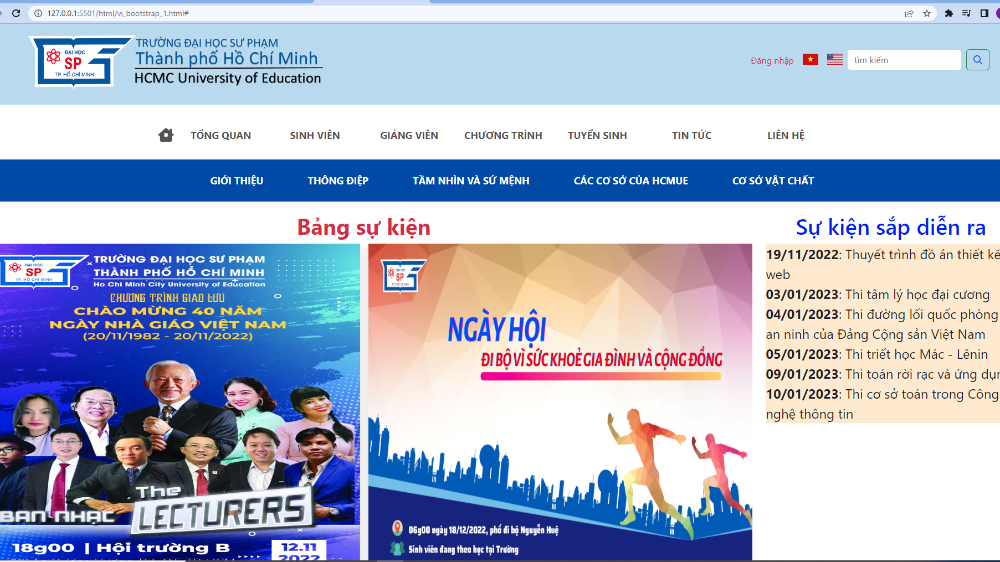 127.0.0.1:5501/html/vi_bootstrap_1.html#
ĐẠI HỌC
SP
TP. HỒ CHÍ MINH
TRƯỜNG ĐẠI HỌC SƯ PHẠM
Thành phố Hồ Chí Minh
HCMC University of Education
Đăng nhập
tìm kiếm
TỔNG QUAN
SINH VIÊN
GIẢNG VIÊN
CHƯƠNG TRÌNH
TUYỂN SINH
TIN TỨC
LIÊN HỆ
GIỚI THIỆU
THÔNG ĐIỆP
TẦM NHÌN VÀ SỨ MỆNH
CÁC CƠ SỞ CỦA HCMUE
CƠ SỞ VẬT CHẤT
Bảng sự kiện
ĐẠI HỌC
SP
TP. HỒ CHÍ MINH
TRƯỜNG ĐẠI HỌC SƯ PHẠM
THÀNH PHỐ HỒ CHÍ MINH
Ho Chi Minh City University of Education
CHƯƠNG TRÌNH GIAO LƯU
CHÀO MỪNG 40 NĂM
NGÀY NHÀ GIÁO VIỆT NAM
(20/11/1982 - 20/11/2022)
The
LECTURERS
BAN NHẠC
18g00 | Hội trường B
12.11
2022
ĐẠI HỌC
SP
TP. HỒ CHÍ MINH
NGÀY HỘI
ĐI BỘ VÌ SỨC KHOẺ GIA ĐÌNH VÀ CỘNG ĐỒNG
06g00 ngày 18/12/2022, phố đi bộ Nguyễn Huệ
Sinh viên đang theo học tại Trường
Sự kiện sắp diễn ra
19/11/2022: Thuyết trình đồ án thiết kế
web
03/01/2023: Thi tâm lý học đại cương
04/01/2023: Thi đường lối quốc phòng
an ninh của Đảng Cộng sản Việt Nam
05/01/2023: Thi triết học Mác - Lênin
09/01/2023: Thi toán rời rạc và ứng dụn
10/01/2023: Thi cơ sở toán trong Công
nghệ thông tin